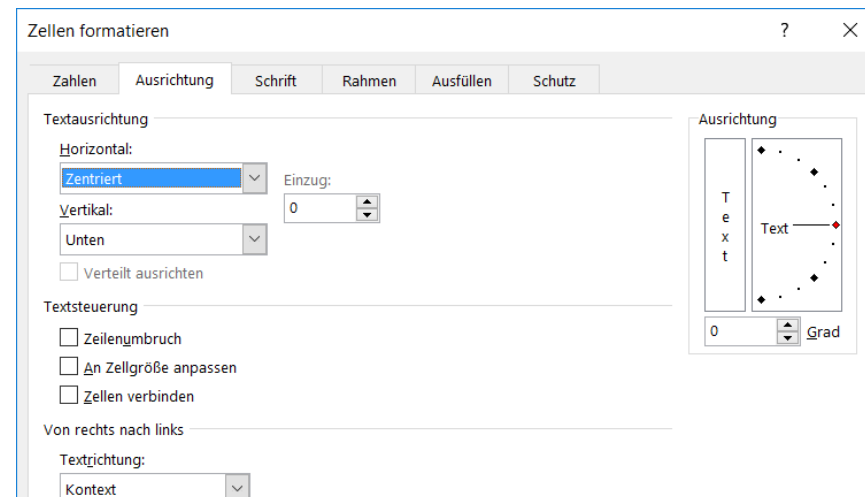 Zellen formatieren ?
Zahlen Ausrichtung Schrift Rahmen Ausfüllen Schutz
Textausrichtung
Horizontal:
Zentriert
Einzug:
0
Vertikal:
Unten
Verteilt ausrichten
Textsteuerung
Zeilenumbruch
An Zellgröße anpassen
Zellen verbinden
Von rechts nach links
Textrichtung:
Kontext
Ausrichtung
T
e
x
t
Text
0 Grad